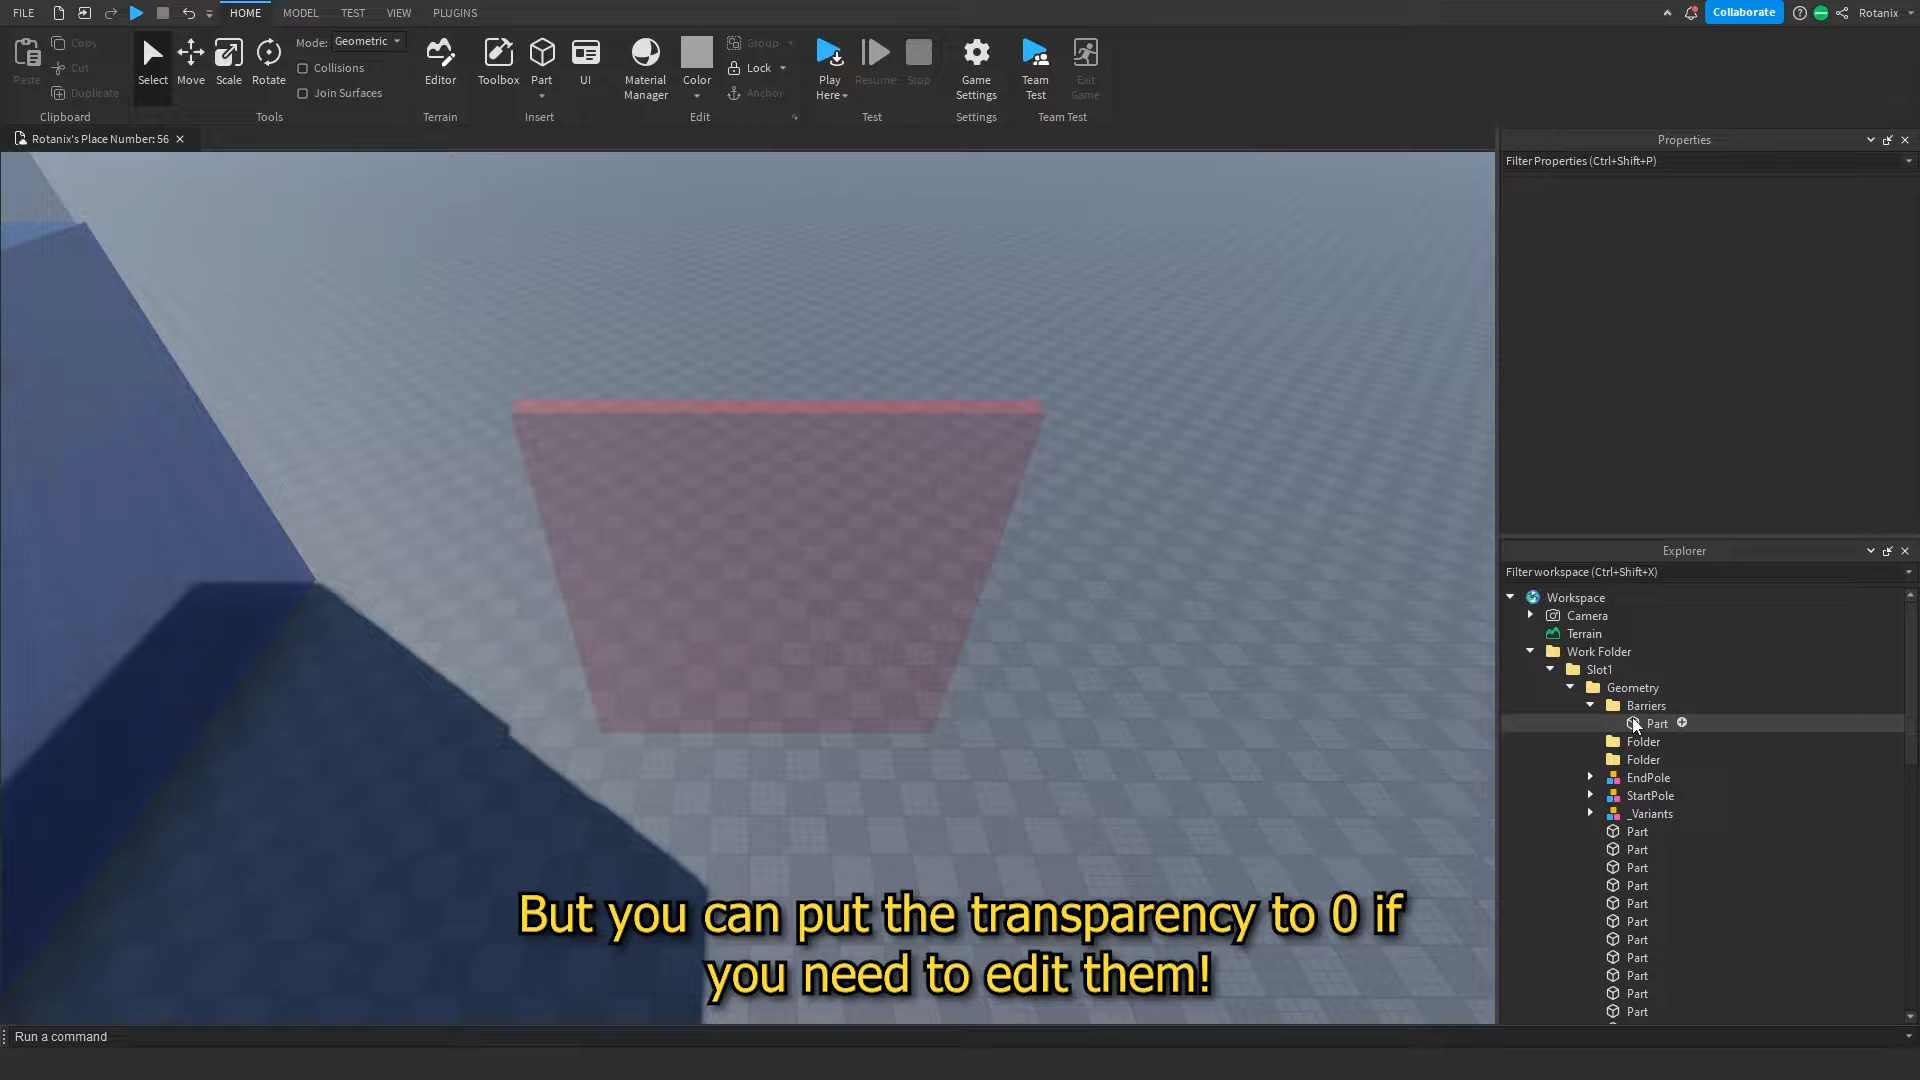 FILE
HOME
MODEL
TEST
VIEW
PLUGINS
Collaborate
Rotanix
Paste
Copy
Cut
Duplicate
Clipboard
Select
Move
Scale
Rotate
Mode: Geometric
Collisions
Join Surfaces
Tools
Editor
Terrain
Toolbox
Part
UI
Insert
Material
Manager
Color
Group
Lock
Anchor
Edit
Play
Here
Resume
Stop
Test
Game
Settings
Settings
Team
Test
Exit
Game
Team Test
Rotanix's Place Number: 56
Properties
Filter Properties (Ctrl+Shift+P)
Explorer
Filter workspace (Ctrl+Shift+X)
Workspace
Camera
Terrain
Work Folder
Slot1
Geometry
Barriers
Part
Folder
Folder
EndPole
StartPole
_Variants
Part
Part
Part
Part
Part
Part
Part
Part
Part
Part
Part
But you can put the transparency to 0 if
you need to edit them!
Run a command